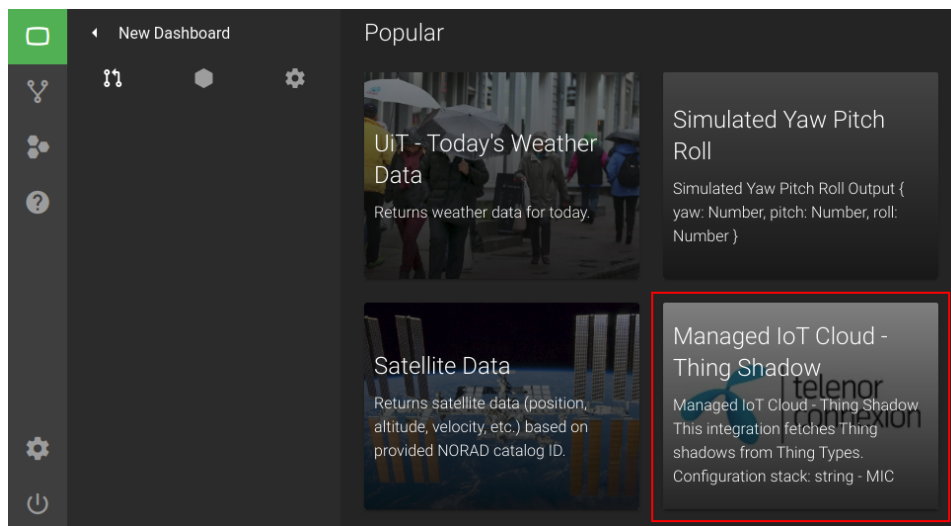 New Dashboard
Popular
UiT - Today's Weather
Data
Returns weather data for today.
Simulated Yaw Pitch
Roll
Simulated Yaw Pitch Roll Output {
yaw: Number, pitch: Number, roll:
Number }
Satellite Data
Returns satellite data (position,
altitude, velocity, etc.) based on
provided NORAD catalog ID.
Managed IoT Cloud -
Thing Shadow
telenor
connexion
Managed IoT Cloud - Thing Shadow
This integration fetches Thing
shadows from Thing Types.
Configuration stack: string - MIC